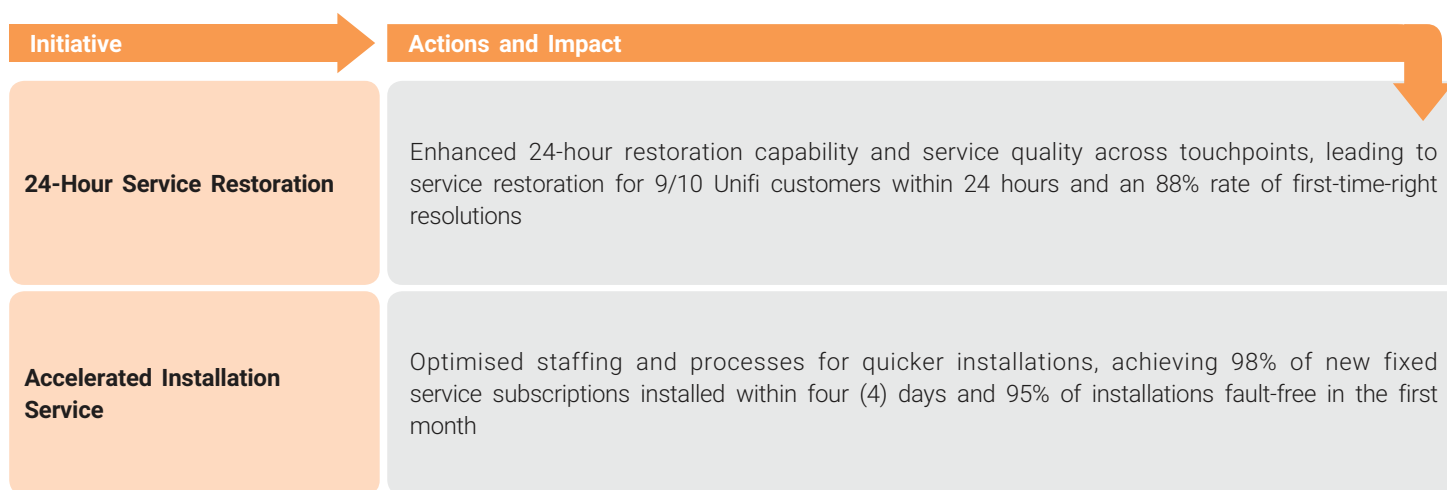 Initiative
Actions and Impact
24-Hour Service Restoration
Enhanced 24-hour restoration capability and service quality across touchpoints, leading to
service restoration for 9/10 Unifi customers within 24 hours and an 88% rate of first-time-right
resolutions
Accelerated Installation
Service
Optimised staffing and processes for quicker installations, achieving 98% of new fixed
service subscriptions installed within four (4) days and 95% of installations fault-free in the first
month